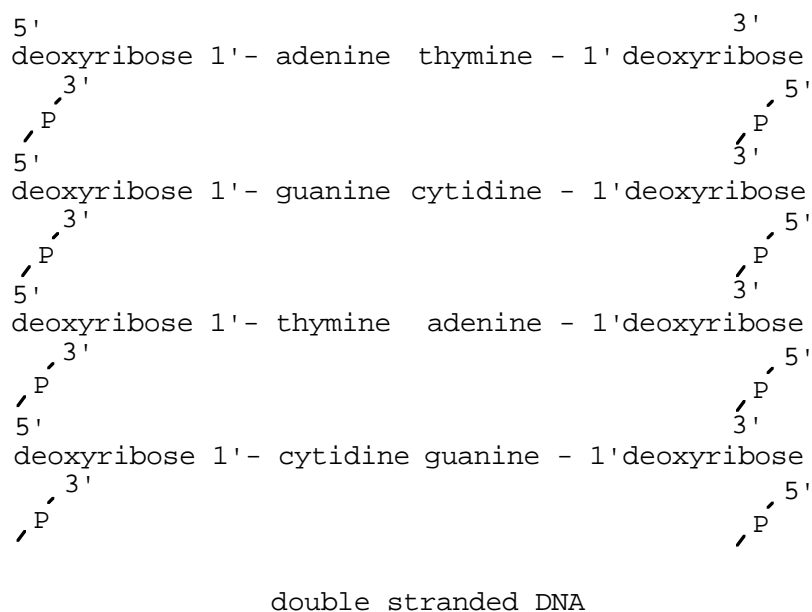 5' 3'
deoxyribose 1'- adenine thymine - 1' deoxyribose
3' 5'
P P
5' 3'
deoxyribose 1'- guanine cytidine - 1'deoxyribose
3' 5'
P P
5' 3'
deoxyribose 1'- thymine adenine - 1'deoxyribose
3' 5'
P P
5' 3'
deoxyribose 1'- cytidine guanine - 1'deoxyribose
3' 5'
P P
double stranded DNA